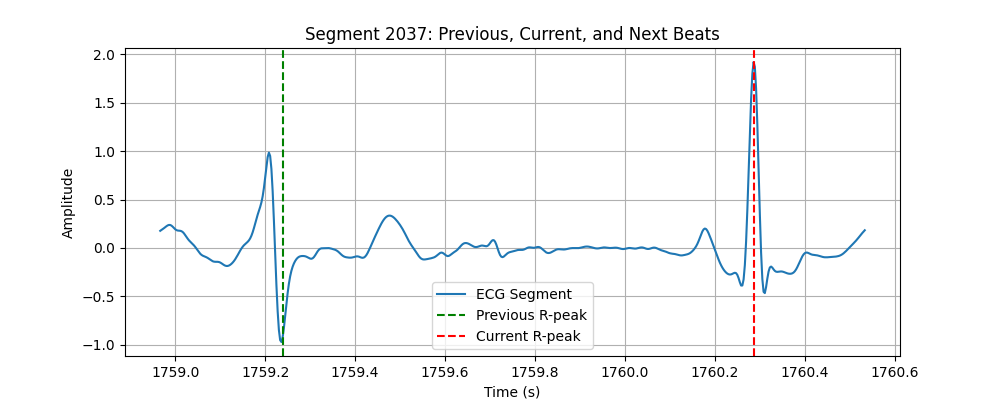 Segment 2037: Previous, Current, and Next Beats
Amplitude
2.0
1.5
1.0
0.5
0.0
−0.5
−1.0
ECG Segment
Previous R-peak
Current R-peak
1759.0 1759.2 1759.4 1759.6 1759.8 1760.0 1760.2 1760.4 1760.6
Time (s)